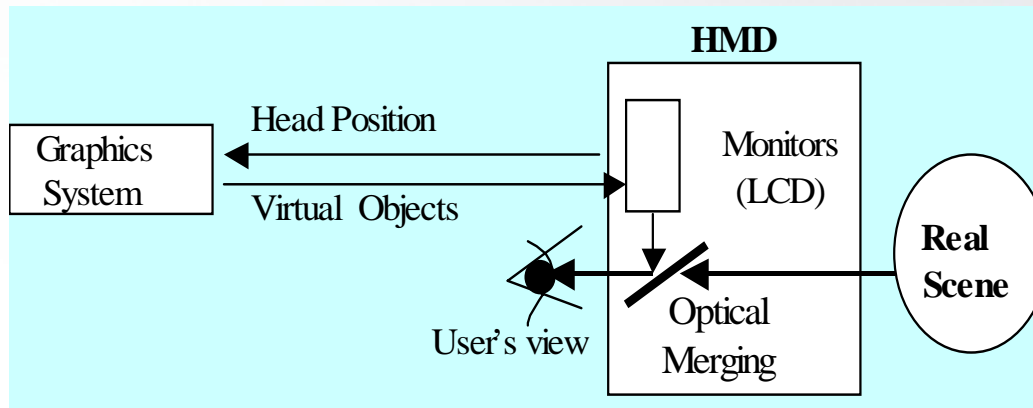 HMD
Head Position
Graphics
System
Virtual Objects
Monitors
(LCD)
Real
Scene
User's view
Optical
Merging